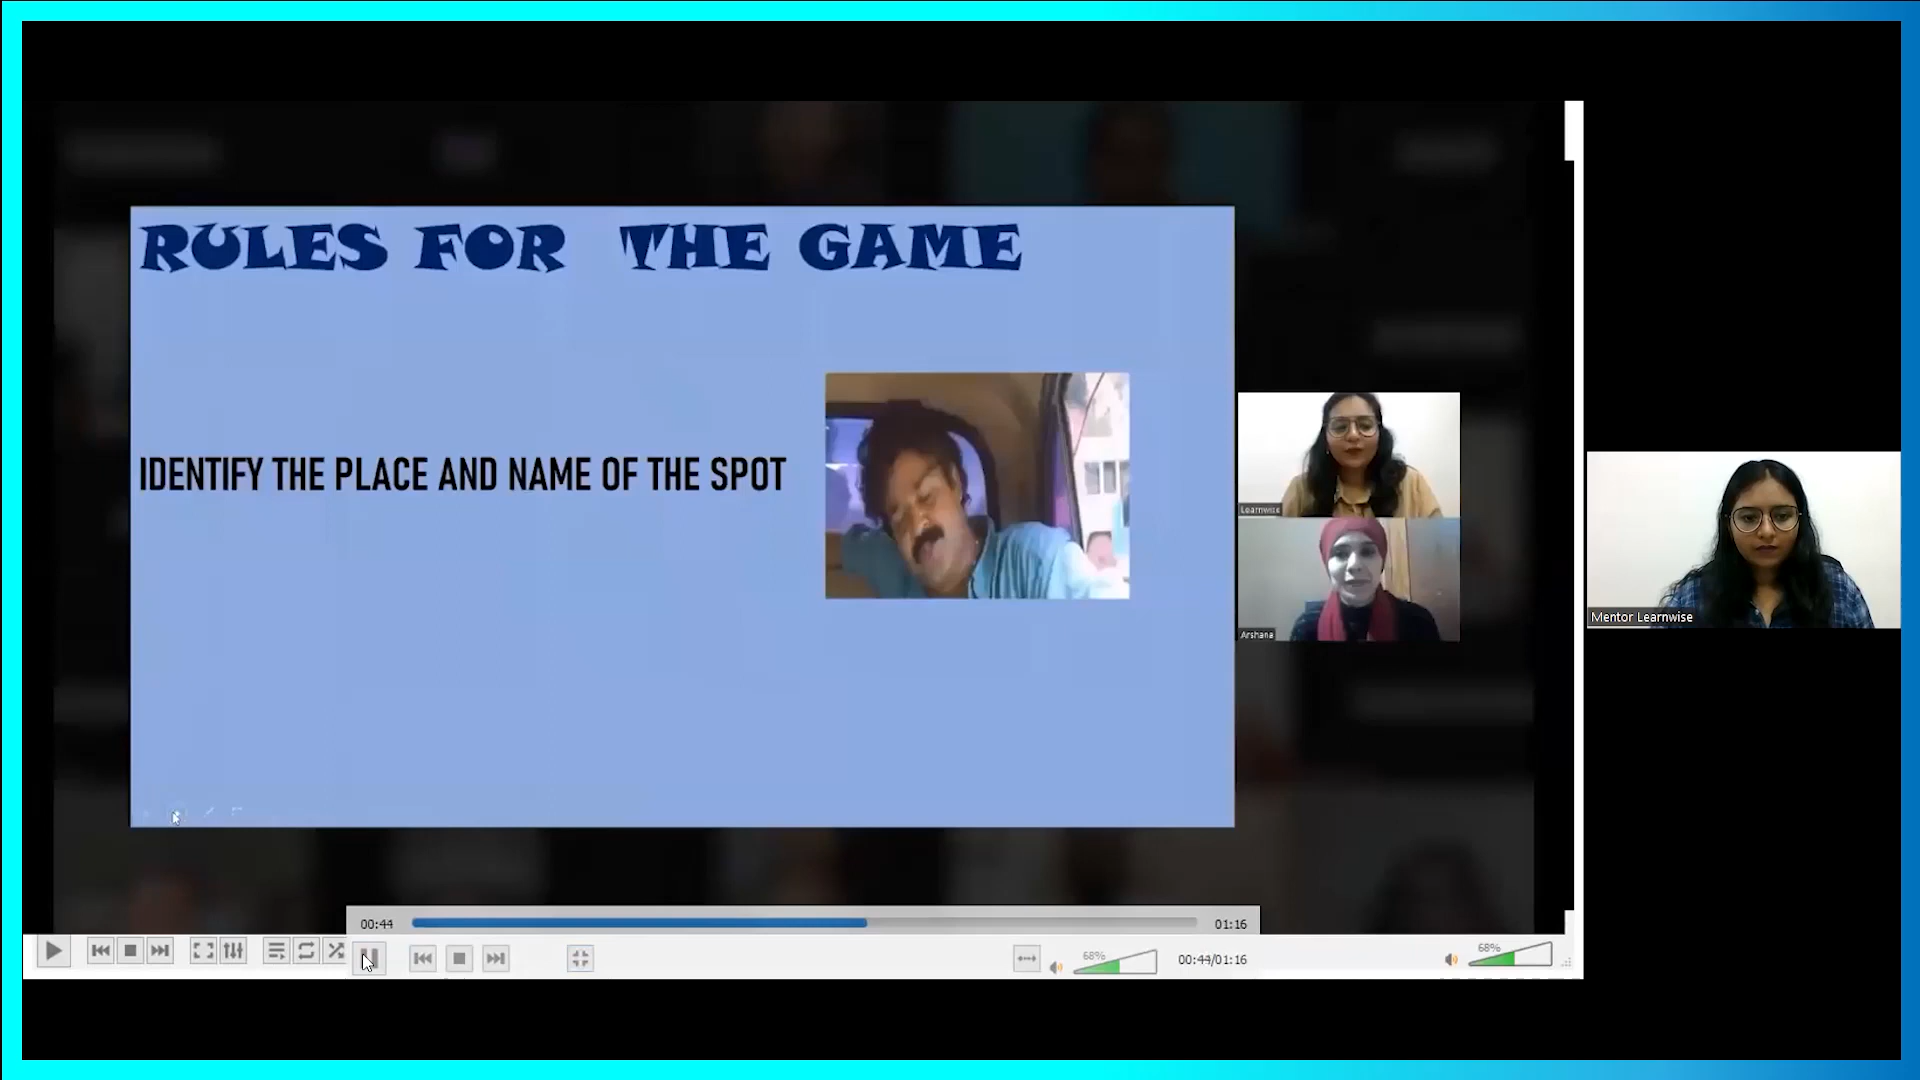 RULES FOR THE GAME
IDENTIFY THE PLACE AND NAME OF THE SPOT
Learnwise
Arshana
Mentor Learnwise
00:44
01:16
68%
00:44/01:16
68%